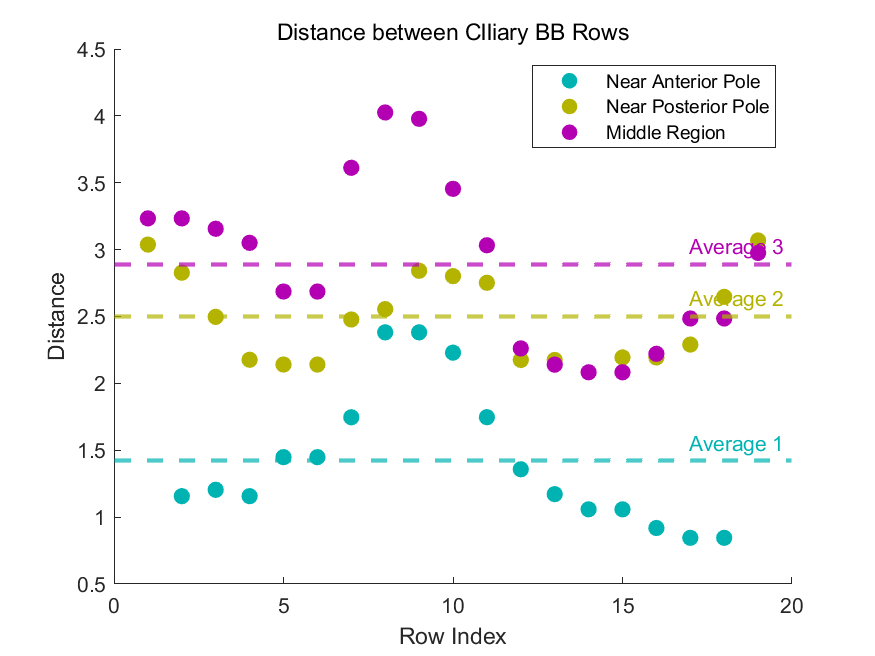 Distance between CIliary BB Rows
4.5
4
3.5
3
2.5
2
1.5
1
0.5
Distance
Near Anterior Pole
Near Posterior Pole
Middle Region
Average 3
Average 2
Average 1
0
5
10
15
20
Row Index